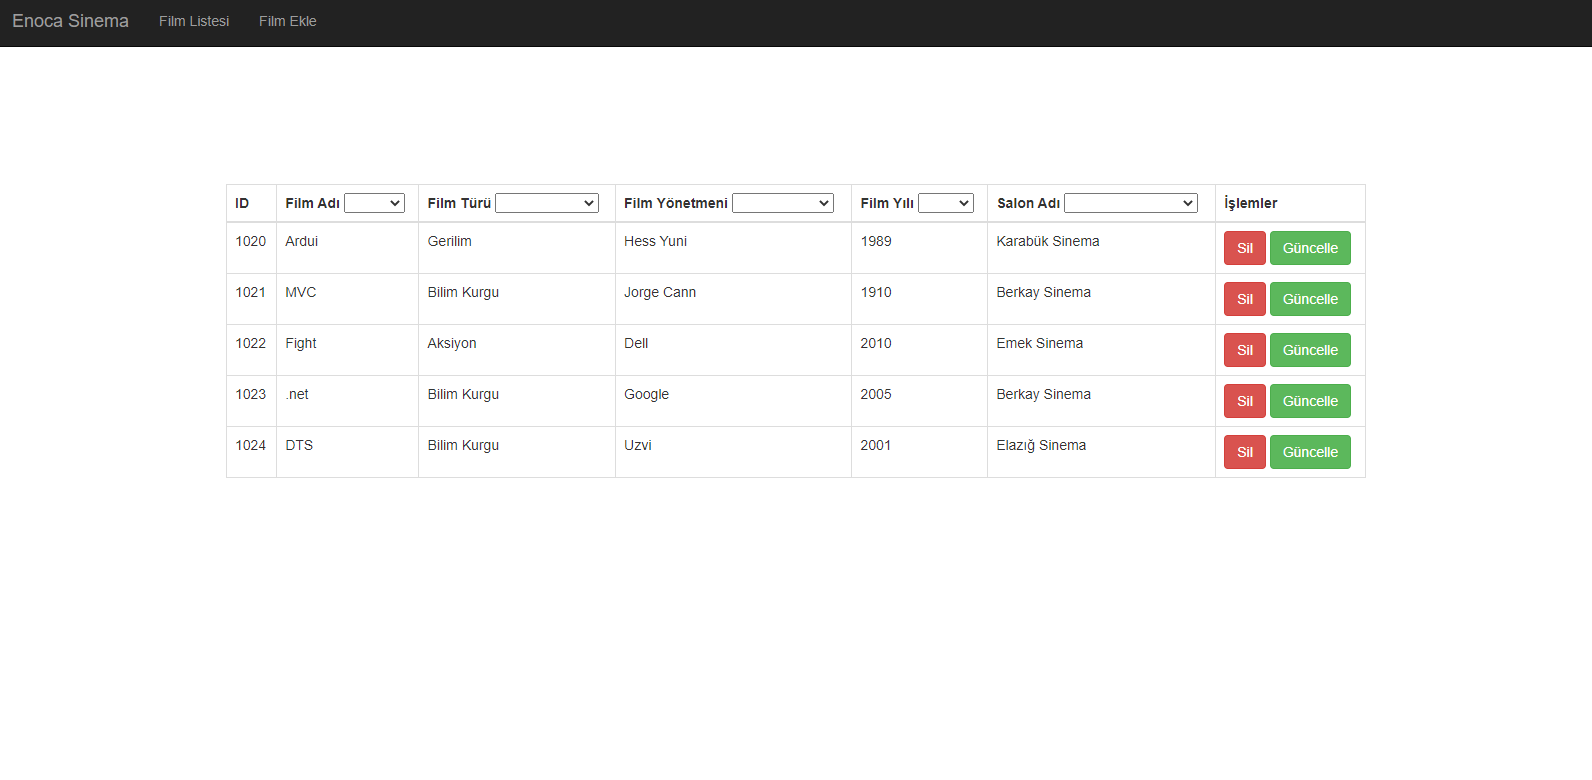 Enoca Sinema Film Listesi Film Ekle
ID Film Adı Film Türü Film Yönetmeni Film Yılı Salon Adı İşlemler
1020 Ardui Gerilim Hess Yuni 1989 Karabük Sinema Sil Güncelle
1021 MVC Bilim Kurgu Jorge Cann 1910 Berkay Sinema Sil Güncelle
1022 Fight Aksiyon Dell 2010 Emek Sinema Sil Güncelle
1023 .net Bilim Kurgu Google 2005 Berkay Sinema Sil Güncelle
1024 DTS Bilim Kurgu Uzvi 2001 Elazığ Sinema Sil Güncelle